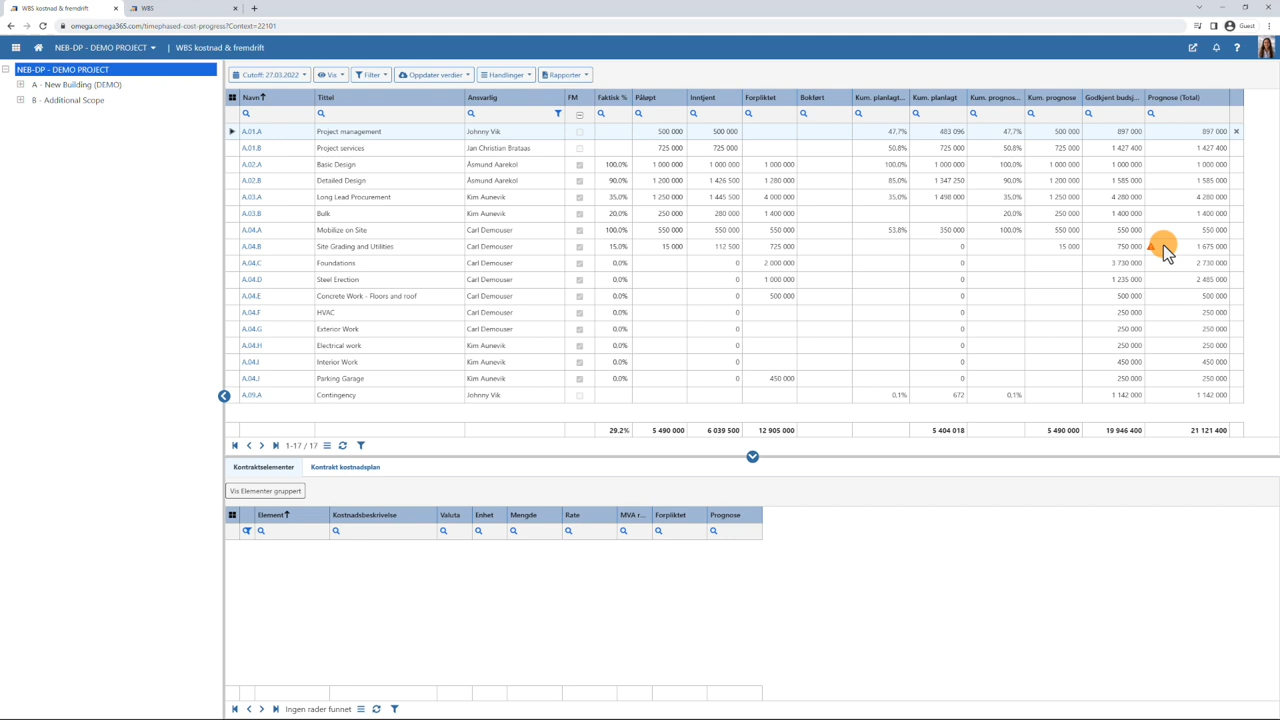 WBS kostnad & fremdrift
WBS
omega.omega365.com/timephased-cost-progress?Context=22101
Guest
NEB-DP - DEMO PROJECT | WBS kostnad & fremdrift
NEB-DP - DEMO PROJECT
A - New Building (DEMO)
B - Additional Scope
Cutoff: 27.03.2022 Vis Filter Oppdater verdier Handlinger Rapporter
Navn Tittel Ansvarlig FM Faktisk % Påløpt Inntjent Forpliktet Bokført Kum. planlagt... Kum. planlagt Kum. prognos... Kum. prognose Godkjent budsj... Prognose (Total)
A.01.A Project management Johnny Vik 500 000 500 000 47,7% 483 096 47,7% 500 000 897 000 897 000
A.01.B Project services Jan Christian Brataas 725 000 725 000 50,8% 725 000 50,8% 725 000 1 427 400 1 427 400
A.02.A Basic Design Åsmund Aarekol 100,0% 1 000 000 1 000 000 1 000 000 100,0% 1 000 000 100,0% 1 000 000 1 000 000 1 000 000
A.02.B Detailed Design Åsmund Aarekol 90,0% 1 200 000 1 426 500 1 280 000 85,0% 1 347 250 90,0% 1 200 000 1 585 000 1 585 000
A.03.A Long Lead Procurement Kim Aunevik 35,0% 1 250 000 1 445 500 4 000 000 35,0% 1 498 000 35,0% 1 250 000 4 280 000 4 280 000
A.03.B Bulk Kim Aunevik 20,0% 250 000 280 000 1 400 000 20,0% 250 000 1 400 000 1 400 000
A.04.A Mobilize on Site Carl Demouser 100,0% 550 000 550 000 550 000 53,8% 350 000 100,0% 550 000 550 000 550 000
A.04.B Site Grading and Utilities Carl Demouser 15,0% 15 000 112 500 725 000 0 15 000 750 000 1 675 000
A.04.C Foundations Carl Demouser 0,0% 0 2 000 000 0 3 730 000 2 730 000
A.04.D Steel Erection Carl Demouser 0,0% 0 1 000 000 0 1 235 000 2 485 000
A.04.E Concrete Work - Floors and roof Carl Demouser 0,0% 0 500 000 0 500 000 500 000
A.04.F HVAC Carl Demouser 0,0% 0 0 250 000 250 000
A.04.G Exterior Work Carl Demouser 0,0% 0 0 250 000 250 000
A.04.H Electrical work Kim Aunevik 0,0% 0 0 250 000 250 000
A.04.I Interior Work Kim Aunevik 0,0% 0 0 450 000 450 000
A.04.J Parking Garage Kim Aunevik 0,0% 0 450 000 0 250 000 250 000
A.09.A Contingency Johnny Vik 0,1% 672 0,1% 1 142 000 1 142 000
29.2% 5 490 000 6 039 500 12 905 000 5 404 018 5 490 000 19 946 400 21 121 400
1-17 / 17
Kontraktselementer Kontrakt kostnadsplan
Vis Elementer gruppert
Element Kostnadsbeskrivelse Valuta Enhet Mengde Rate MVA r... Forpliktet Prognose
Ingen rader funnet